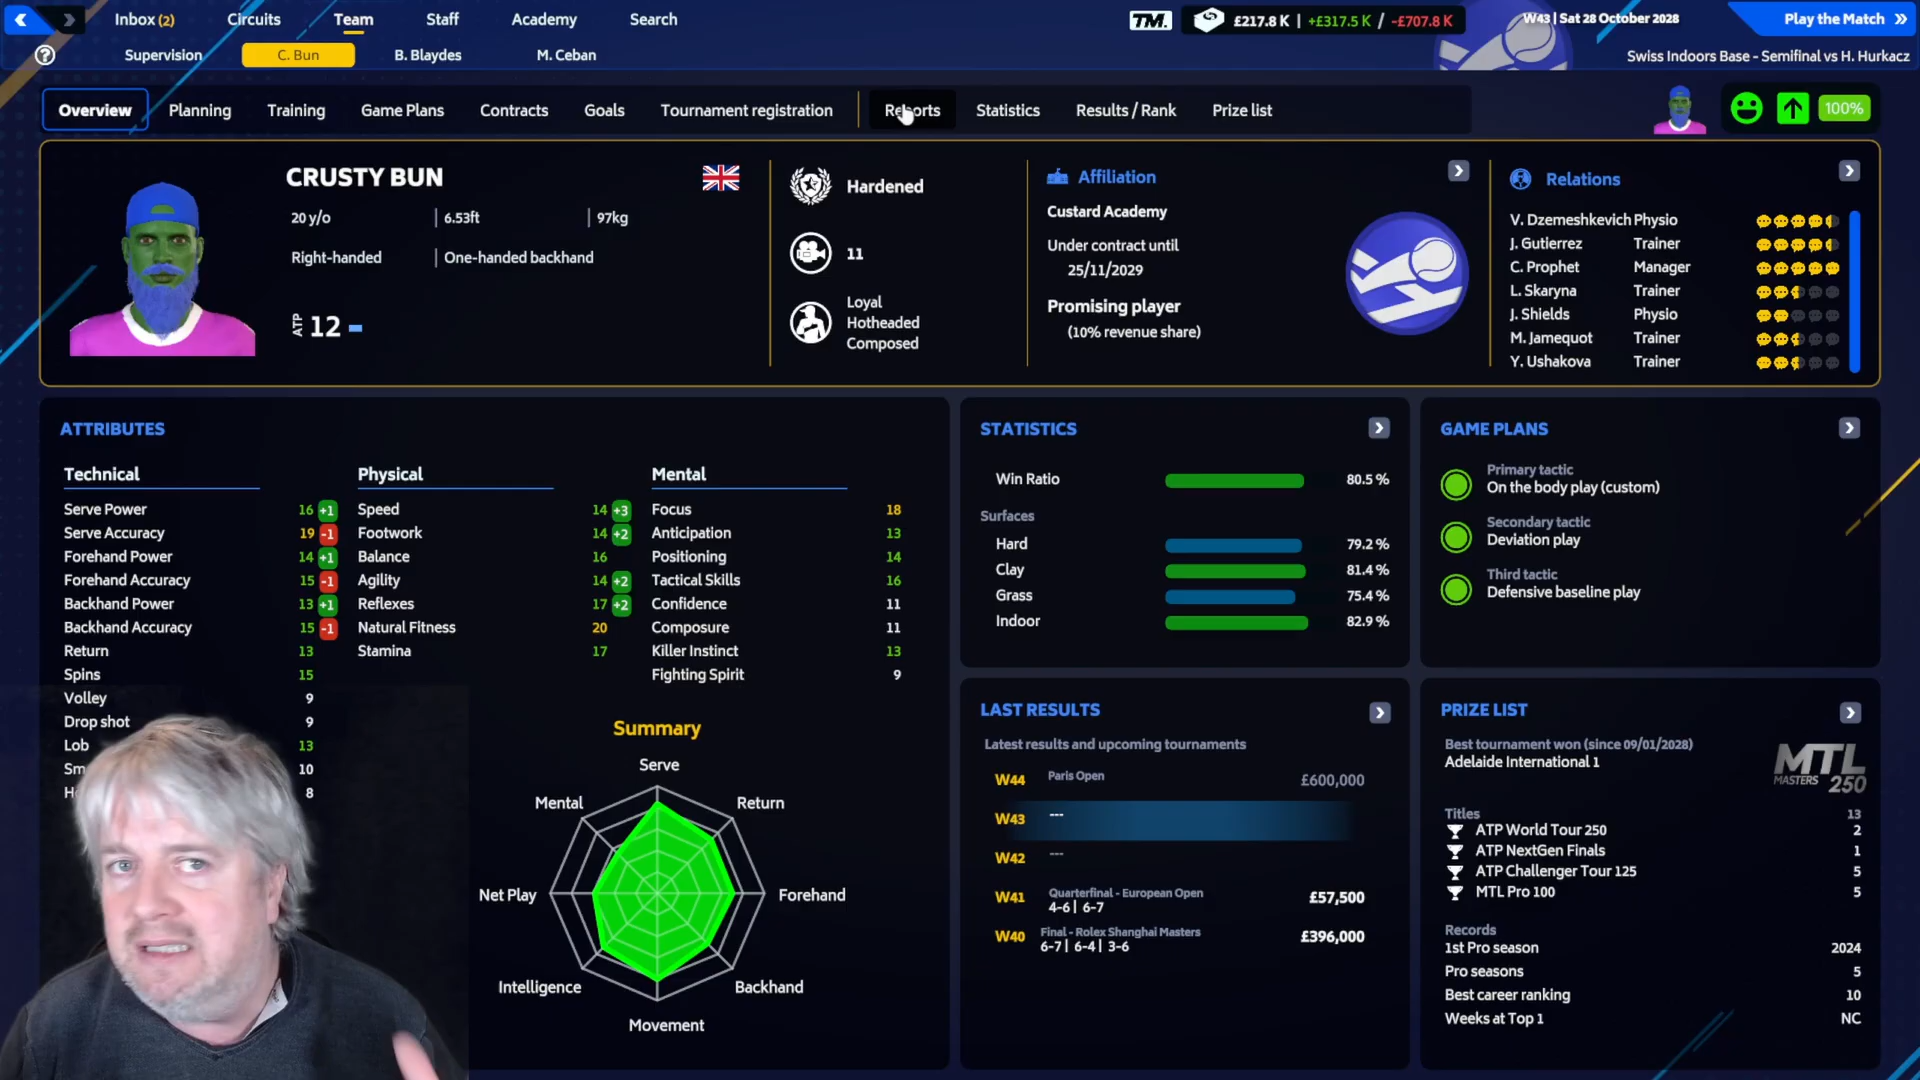 Inbox (2)
Circuits
Team
Staff
Academy
Search
TM.
£217.8 K | +£317.5 K / -£707.8 K
W43 | Sat 28 October 2028
Play the Match
Supervision
C. Bun
B. Blaydes
M. Ceban
Swiss Indoors Base - Semifinal vs H. Hurkacz
Overview
Planning
Training
Game Plans
Contracts
Goals
Tournament registration
Reports
Statistics
Results / Rank
Prize list
100%
CRUSTY BUN
20 y/o | 6.53ft | 97kg
Right-handed | One-handed backhand
ATP 12
Hardened
11
Loyal
Hotheaded
Composed
Affiliation
Custard Academy
Under contract until
25/11/2029
Promising player
(10% revenue share)
Relations
V. Dzemeshkevich Physio
J. Gutierrez Trainer
C. Prophet Manager
L. Skaryna Trainer
J. Shields Physio
M. Jamequot Trainer
Y. Ushakova Trainer
ATTRIBUTES
Technical
Serve Power 16 +1
Serve Accuracy 19 -1
Forehand Power 14 +1
Forehand Accuracy 15 -1
Backhand Power 13 +1
Backhand Accuracy 15 -1
Return 13
Spins 15
Volley 9
Drop shot 9
Lob 13
10
8
Physical
Speed 14 +3
Footwork 14 +2
Balance 16
Agility 14 +2
Reflexes 17 +2
Natural Fitness 20
Stamina 17
Mental
Focus 18
Anticipation 13
Positioning 14
Tactical Skills 16
Confidence 11
Composure 11
Killer Instinct 13
Fighting Spirit 9
Summary
Serve
Return
Forehand
Backhand
Movement
Intelligence
Net Play
Mental
STATISTICS
Win Ratio 80.5 %
Surfaces
Hard 79.2 %
Clay 81.4 %
Grass 75.4 %
Indoor 82.9 %
GAME PLANS
Primary tactic
On the body play (custom)
Secondary tactic
Deviation play
Third tactic
Defensive baseline play
LAST RESULTS
Latest results and upcoming tournaments
W44 Paris Open £600,000
W43 ---
W42 ---
W41 Quarterfinal - European Open £57,500
4-6 | 6-7
W40 Final - Rolex Shanghai Masters £396,000
6-7 | 6-4 | 3-6
PRIZE LIST
Best tournament won (since 09/01/2028)
Adelaide International 1
MTL
MASTERS 250
Titles 13
ATP World Tour 250 2
ATP NextGen Finals 1
ATP Challenger Tour 125 5
MTL Pro 100 5
Records
1st Pro season 2024
Pro seasons 5
Best career ranking 10
Weeks at Top 1 NC